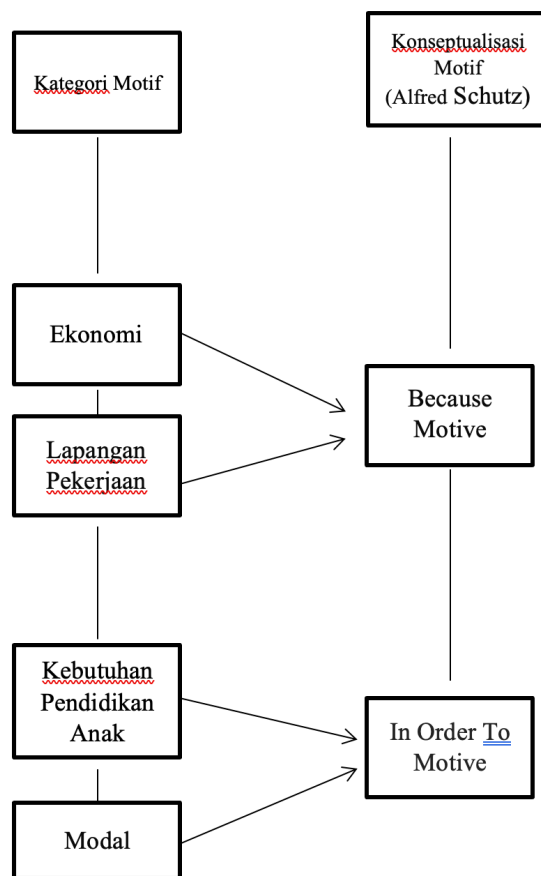 Kategori Motif
Konseptualisasi
Motif
(Alfred Schutz)
Ekonomi
Lapangan
Pekerjaan
Because
Motive
Kebutuhan
Pendidikan
Anak
In Order To
Motive
Modal